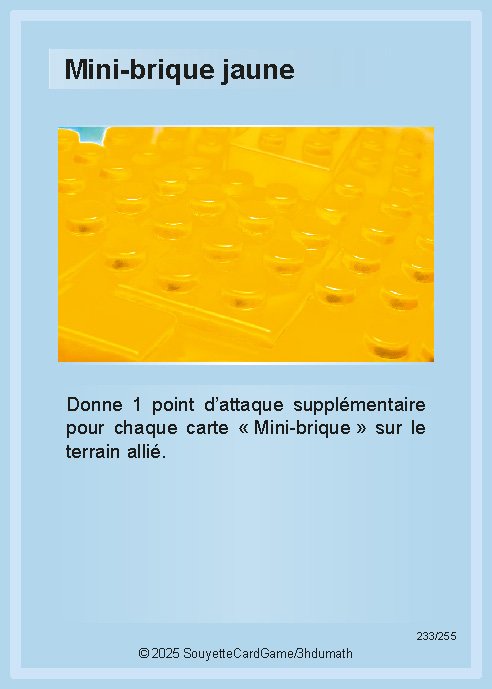 Mini-brique jaune
Donne 1 point d’attaque supplémentaire
pour chaque carte « Mini-brique » sur le
terrain allié.
233/255
© 2025 SouyetteCardGame/3hdumath